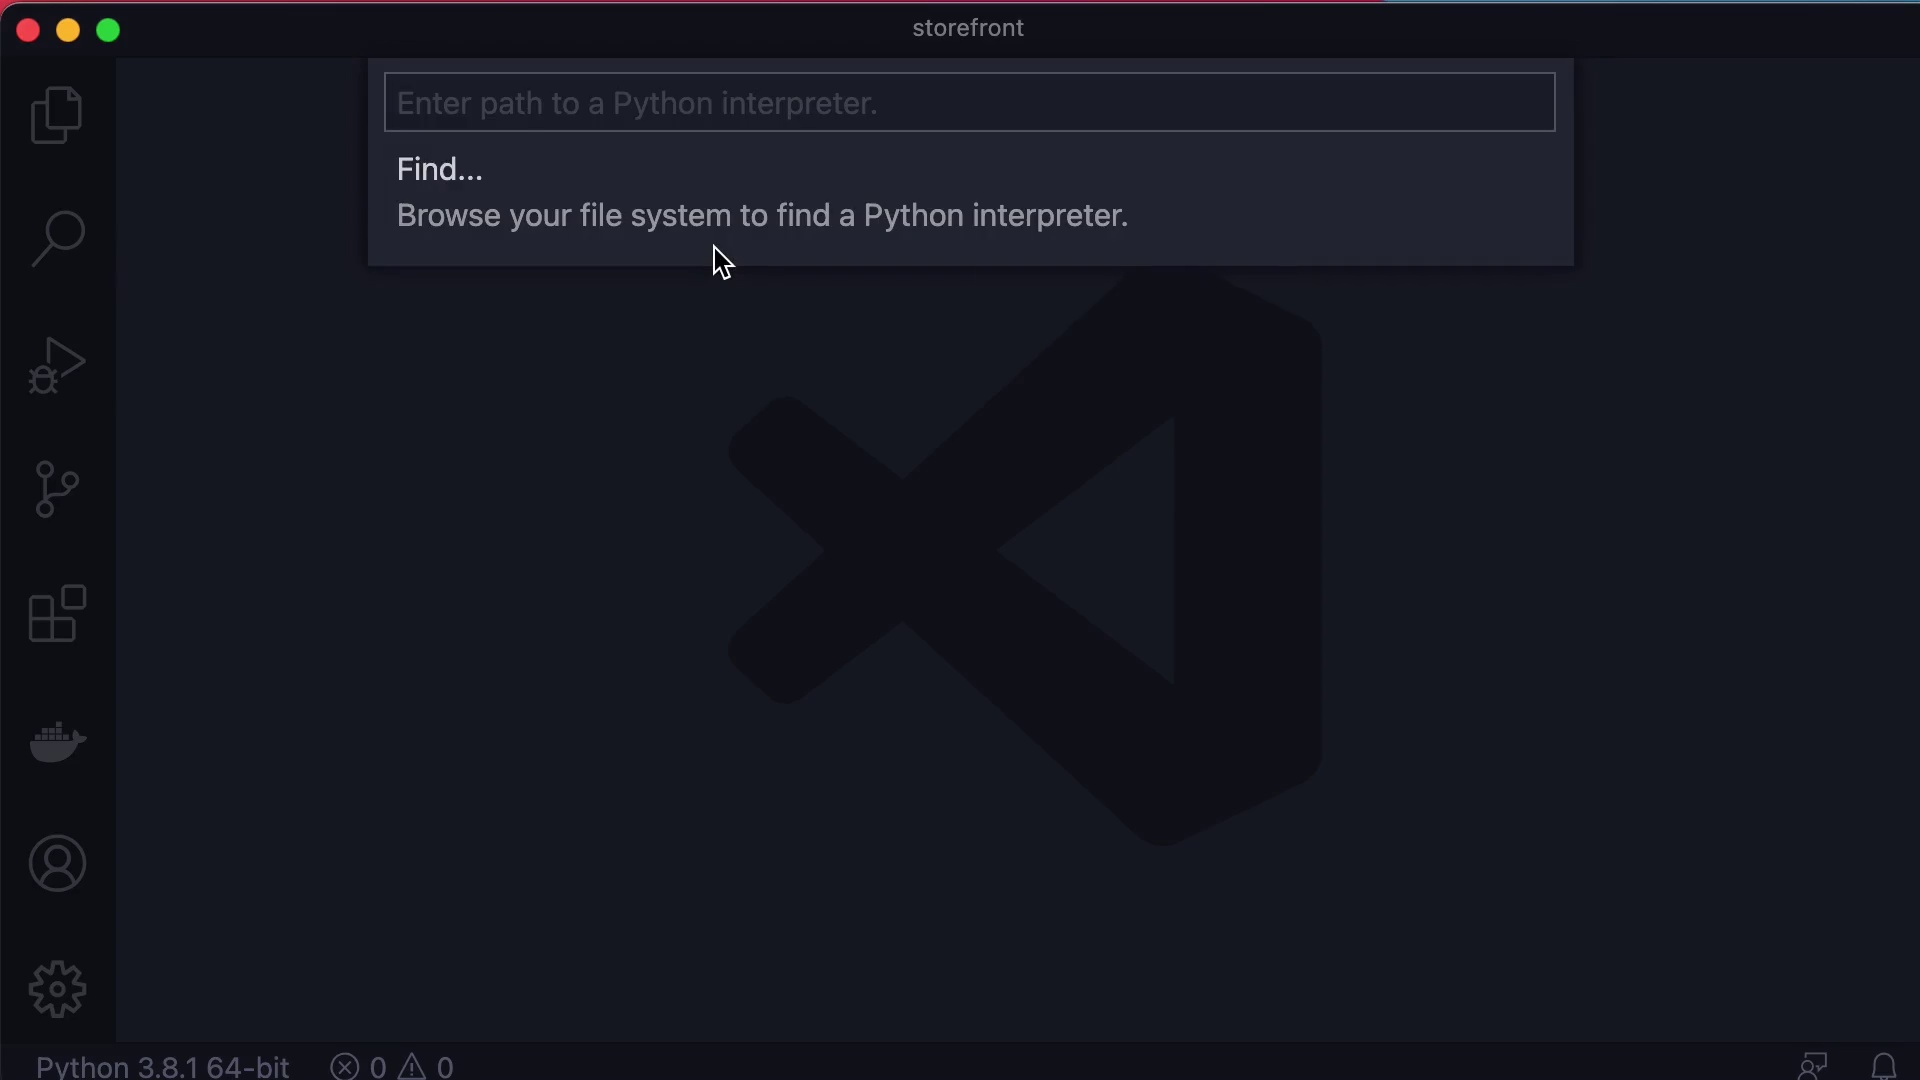 storefront
Enter path to a Python interpreter.
Find...
Browse your file system to find a Python interpreter.
Python 3.8.1 64-bit 0 0